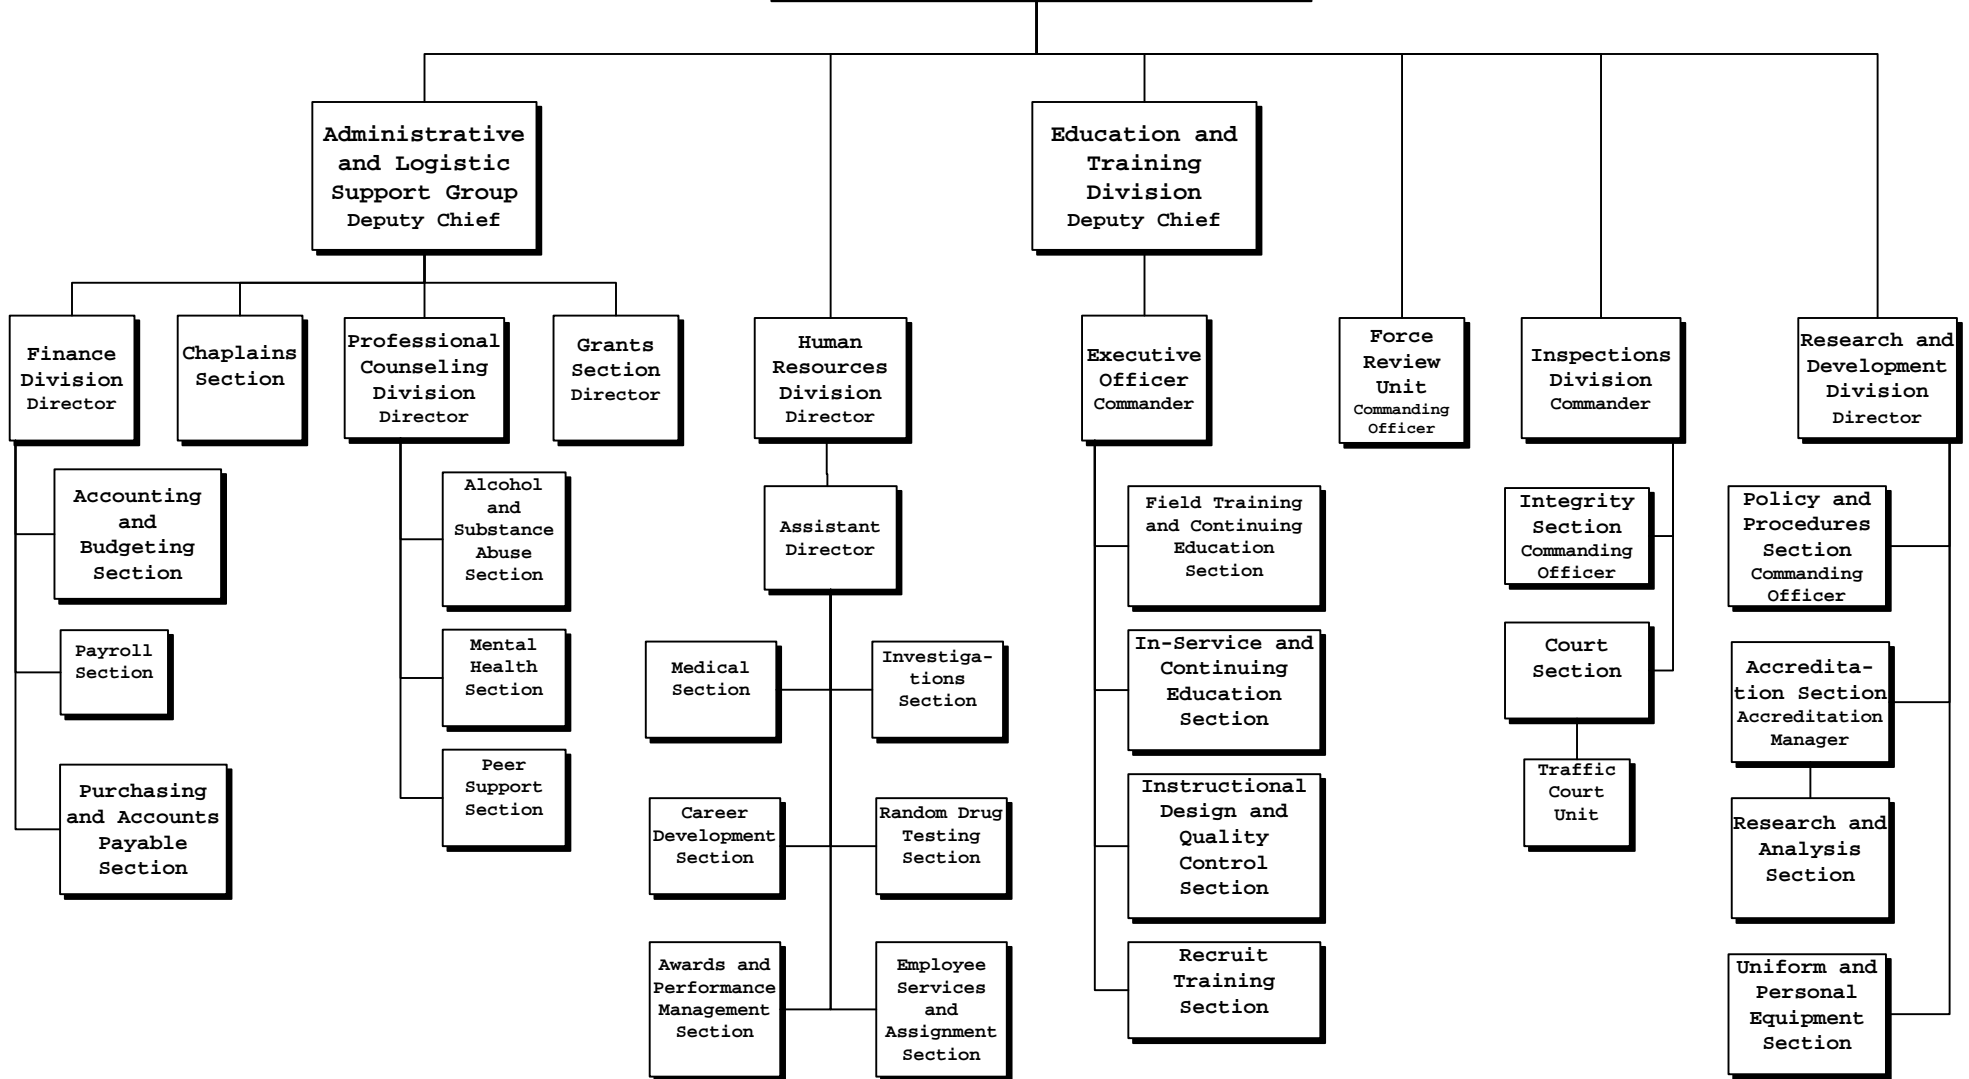 Administrative
and Logistic
Support Group
Deputy Chief
Education and
Training
Division
Deputy Chief
Finance
Division
Director
Chaplains
Section
Professional
Counseling
Division
Director
Grants
Section
Director
Human
Resources
Division
Director
Executive
Officer
Commander
Force
Review
Unit
Commanding
Officer
Inspections
Division
Commander
Research and
Development
Division
Director
Accounting
and
Budgeting
Section
Payroll
Section
Purchasing
and Accounts
Payable
Section
Alcohol
and
Substance
Abuse
Section
Mental
Health
Section
Peer
Support
Section
Assistant
Director
Medical
Section
Investiga-
tions
Section
Career
Development
Section
Random Drug
Testing
Section
Awards and
Performance
Management
Section
Employee
Services
and
Assignment
Section
Field Training
and Continuing
Education
Section
In-Service and
Continuing
Education
Section
Instructional
Design and
Quality
Control
Section
Recruit
Training
Section
Integrity
Section
Commanding
Officer
Court
Section
Traffic
Court
Unit
Policy and
Procedures
Section
Commanding
Officer
Accredita-
tion Section
Accreditation
Manager
Research and
Analysis
Section
Uniform and
Personal
Equipment
Section